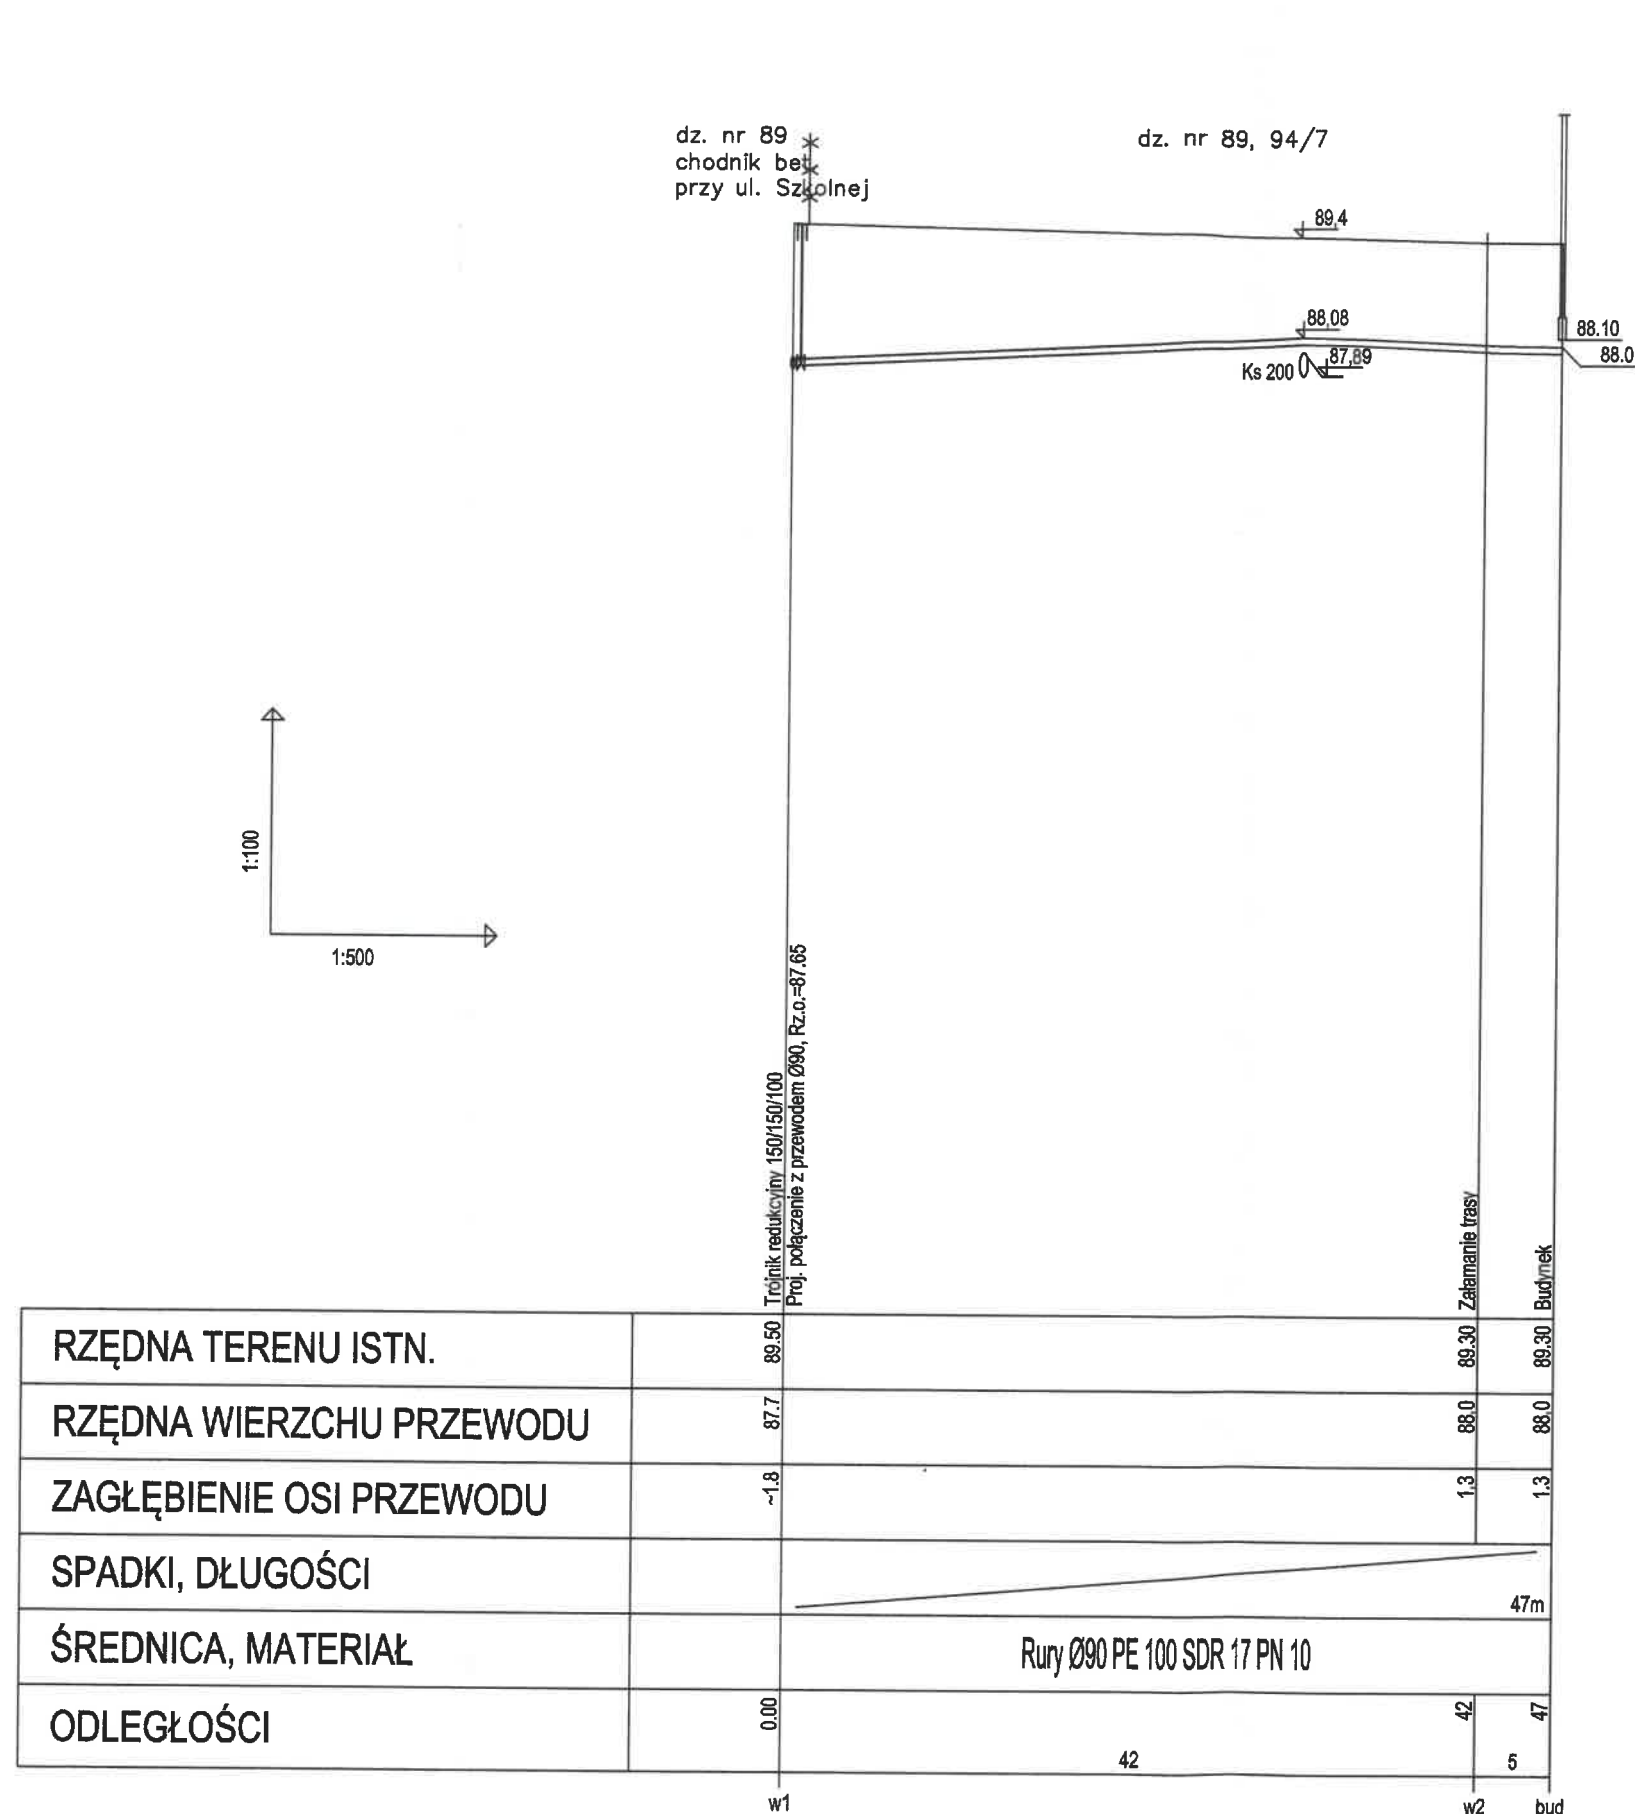 dz. nr 89
chodnik bet
przy ul. Szkolnej
dz. nr 89, 94/7
89,4
88,08
88.10
88.0
Ks 200
87,89
1:100
1:500
Trójnik redukcyjny 150/150/100
Proj. połączenie z przewodem Ø90, Rz.o.=87.65
Załamanie trasy
Budynek
RZĘDNA TERENU ISTN.
89.50
89.30
89.30
RZĘDNA WIERZCHU PRZEWODU
87.7
88,0
88,0
ZAGŁĘBIENIE OSI PRZEWODU
~1.8
1,3
1.3
SPADKI, DŁUGOŚCI
47m
ŚREDNICA, MATERIAŁ
Rury Ø90 PE 100 SDR 17 PN 10
ODLEGŁOŚCI
0.00
42
47
42
5
w1
w2
bud